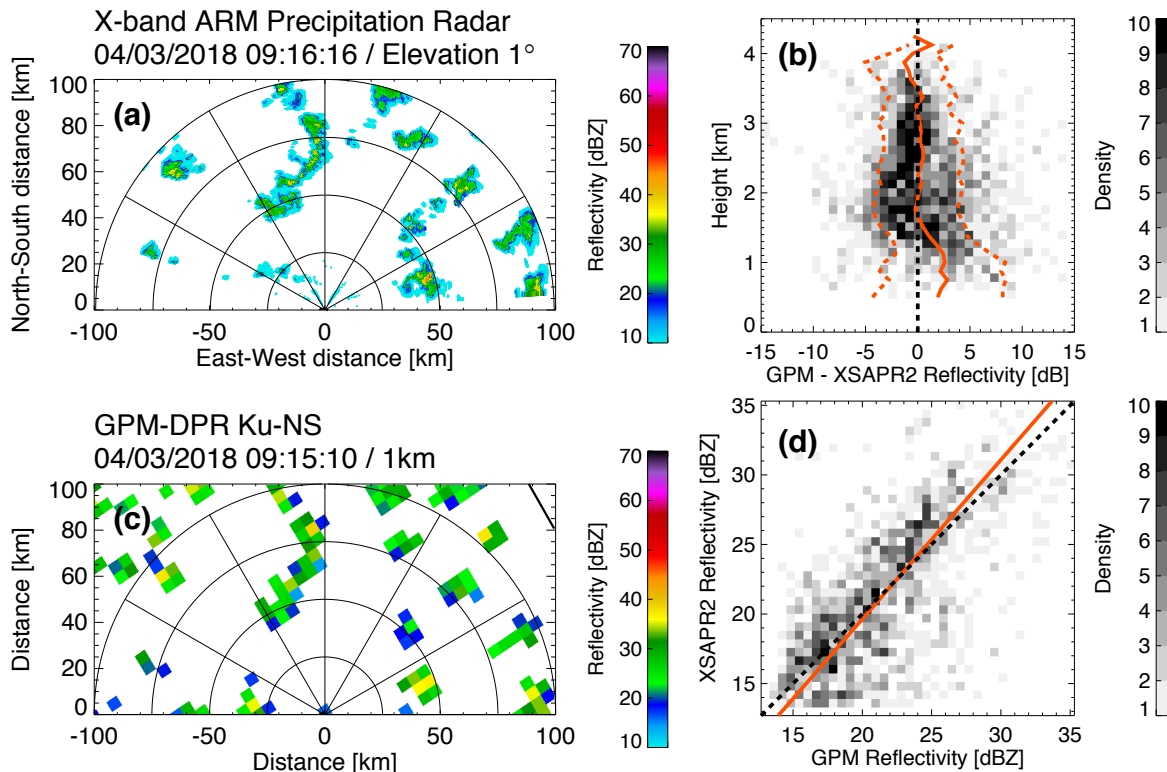 X-band ARM Precipitation Radar
04/03/2018 09:16:16 / Elevation 1°
(a)
North-South distance [km]
100
80
60
40
20
0
-100 -50 0 50 100
East-West distance [km]
Reflectivity [dBZ]
70
60
50
40
30
20
10
(b)
Height [km]
4
3
2
1
0
-15 -10 -5 0 5 10 15
GPM - XSAPR2 Reflectivity [dB]
Density
10
9
8
7
6
5
4
3
2
1
GPM-DPR Ku-NS
04/03/2018 09:15:10 / 1km
(c)
Distance [km]
100
80
60
40
20
0
-100 -50 0 50 100
Distance [km]
Reflectivity [dBZ]
70
60
50
40
30
20
10
(d)
XSAPR2 Reflectivity [dBZ]
35
30
25
20
15
15 20 25 30 35
GPM Reflectivity [dBZ]
Density
10
9
8
7
6
5
4
3
2
1